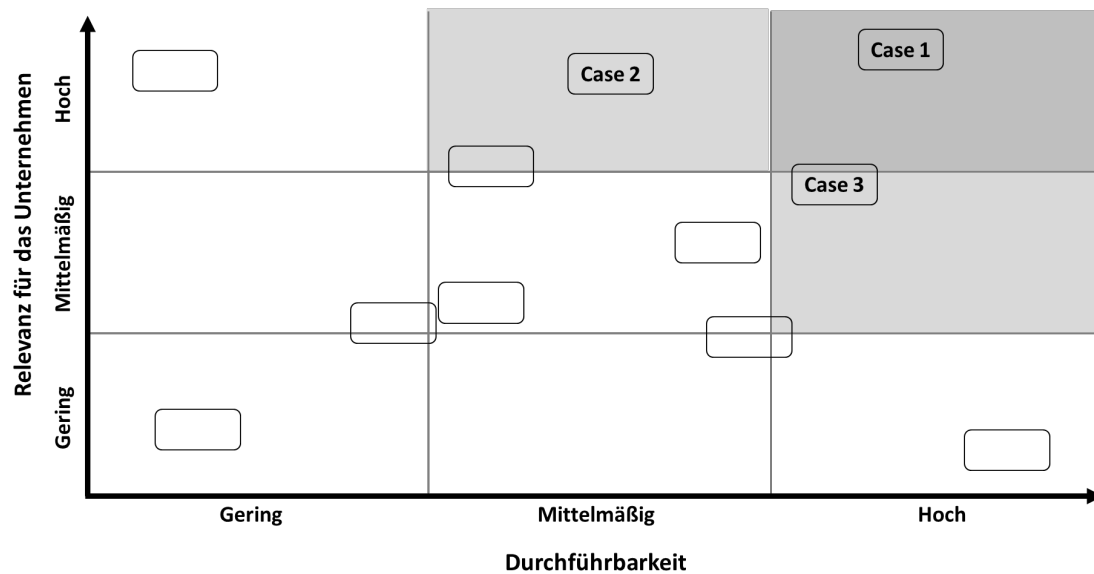 Relevanz für das Unternehmen
Hoch
Mittelmäßig
Gering
Case 1
Case 2
Case 3
Gering
Mittelmäßig
Hoch
Durchführbarkeit